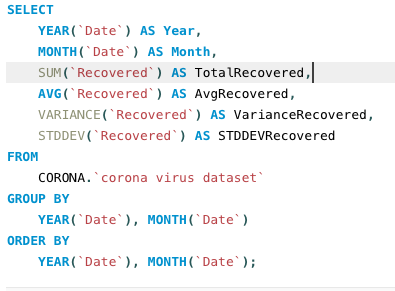 SELECT
    YEAR(`Date`) AS Year,
    MONTH(`Date`) AS Month,
    SUM(`Recovered`) AS TotalRecovered,
    AVG(`Recovered`) AS AvgRecovered,
    VARIANCE(`Recovered`) AS VarianceRecovered,
    STDDEV(`Recovered`) AS STDDEVRecovered
FROM
    CORONA.`corona virus dataset`
GROUP BY
    YEAR(`Date`), MONTH(`Date`)
ORDER BY
    YEAR(`Date`), MONTH(`Date`);